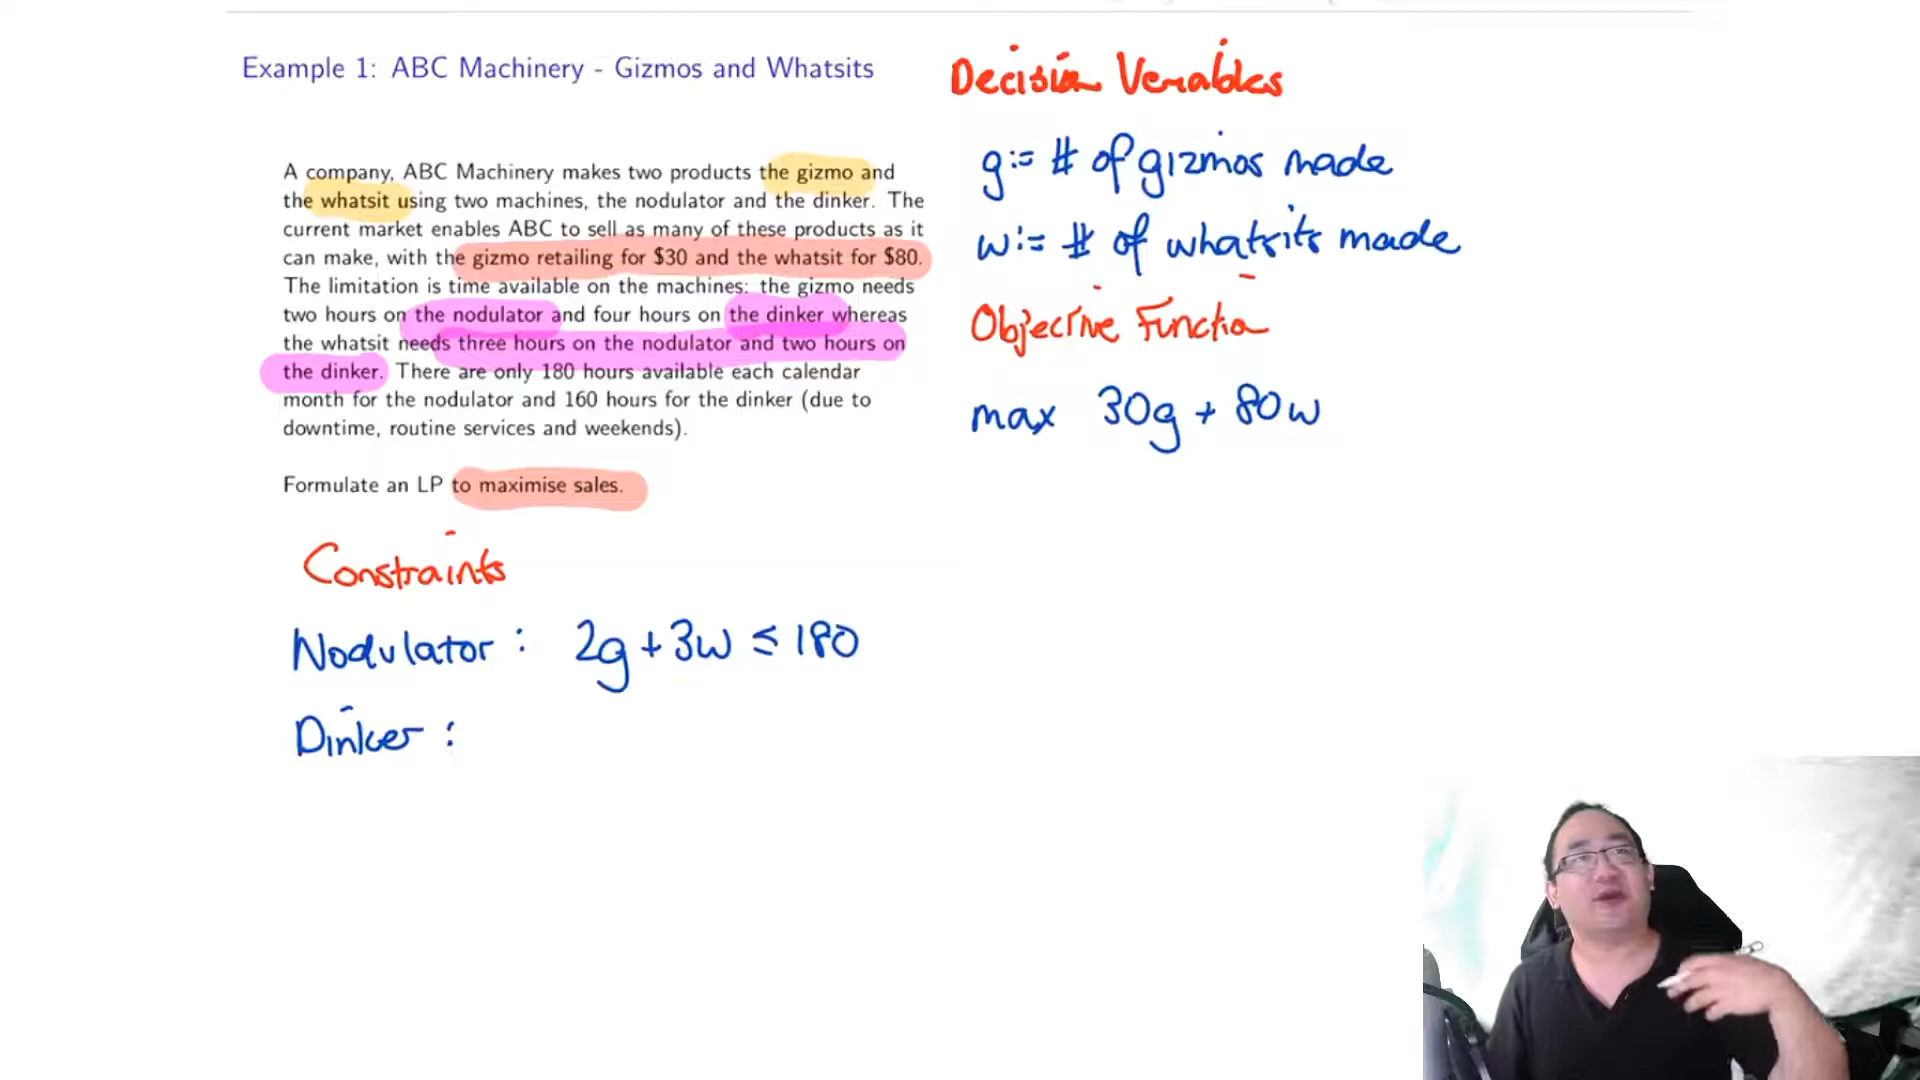 Example 1: ABC Machinery - Gizmos and Whatsits
A company, ABC Machinery makes two products the gizmo and
the whatsit using two machines, the nodulator and the dinker. The
current market enables ABC to sell as many of these products as it
can make, with the gizmo retailing for $30 and the whatsit for $80.
The limitation is time available on the machines: the gizmo needs
two hours on the nodulator and four hours on the dinker whereas
the whatsit needs three hours on the nodulator and two hours on
the dinker. There are only 180 hours available each calendar
month for the nodulator and 160 hours for the dinker (due to
downtime, routine services and weekends).
Formulate an LP to maximise sales.
Constraints
Nodulator : 2g + 3w ≤ 180
Dinker :
Decision Variables
g := # of gizmos made
w := # of whatsits made
Objective Function
max 30g + 80w